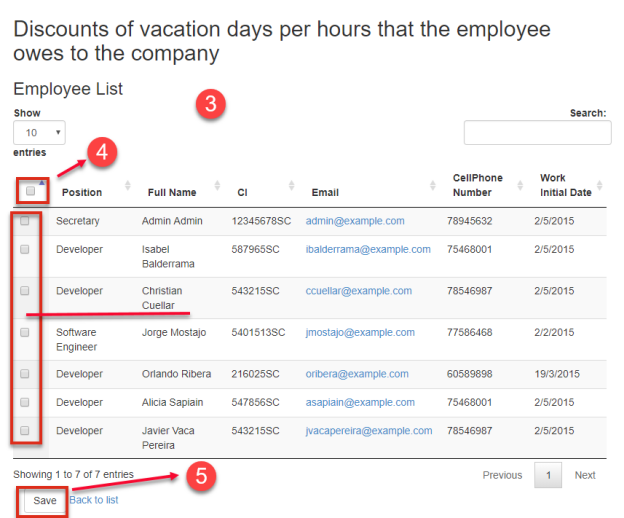 Discounts of vacation days per hours that the employee
owes to the company
Employee List
3
Show
Search:
10
entries
4
Position Full Name CI Email CellPhone Number Work Initial Date
Secretary Admin Admin 12345678SC admin@example.com 78945632 2/5/2015
Developer Isabel Balderrama 587965SC ibalderrama@example.com 75468001 2/5/2015
Developer Christian Cuellar 543215SC ccuellar@example.com 78546987 2/5/2015
Software Engineer Jorge Mostajo 5401513SC jmostajo@example.com 77586468 2/2/2015
Developer Orlando Ribera 216025SC oribera@example.com 60589898 19/3/2015
Developer Alicia Sapiain 547856SC asapiain@example.com 75468001 2/5/2015
Developer Javier Vaca Pereira 543215SC jvacapereira@example.com 78546987 2/5/2015
Showing 1 to 7 of 7 entries
Previous 1 Next
5
Save Back to list